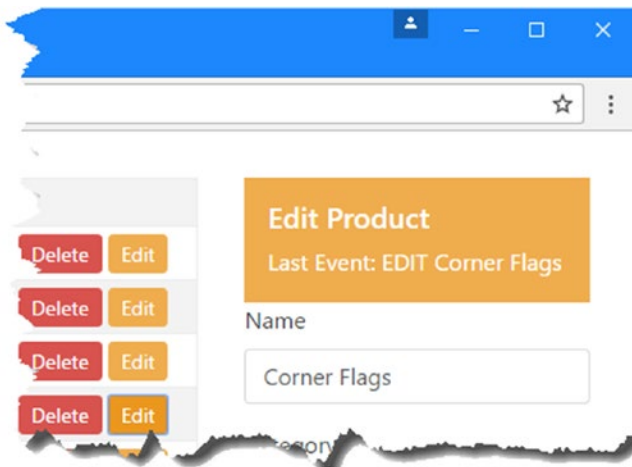 Edit Product
Last Event: EDIT Corner Flags
Delete Edit
Delete Edit
Name
Delete Edit
Corner Flags
Delete Edit